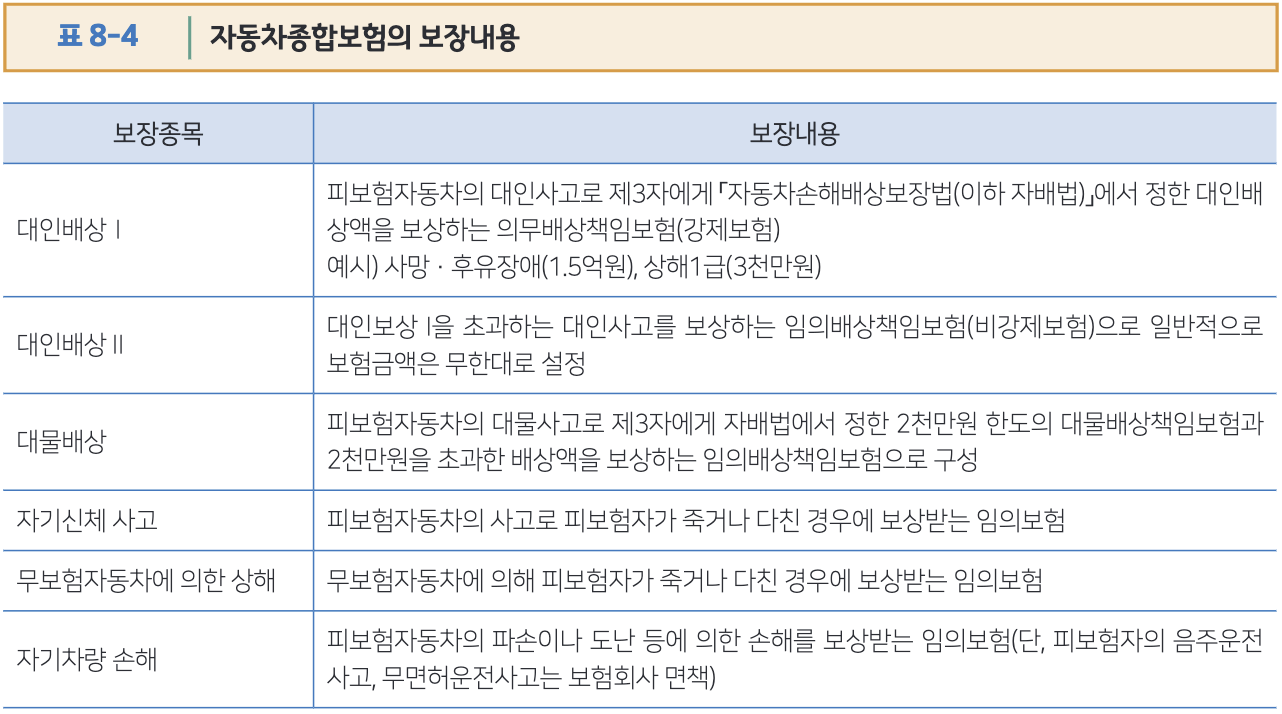 표 8-4 자동차종합보험의 보장내용
보장종목 보장내용
대인배상 Ⅰ
피보험자동차의 대인사고로 제3자에게 「자동차손해배상보장법(이하 자배법)」에서 정한 대인배
상액을 보상하는 의무배상책임보험(강제보험)
예시) 사망 · 후유장애(1.5억원), 상해1급(3천만원)
대인배상 Ⅱ
대인보상 Ⅰ을 초과하는 대인사고를 보상하는 임의배상책임보험(비강제보험)으로 일반적으로
보험금액은 무한대로 설정
대물배상
피보험자동차의 대물사고로 제3자에게 자배법에서 정한 2천만원 한도의 대물배상책임보험과
2천만원을 초과한 배상액을 보상하는 임의배상책임보험으로 구성
자기신체 사고
피보험자동차의 사고로 피보험자가 죽거나 다친 경우에 보상받는 임의보험
무보험자동차에 의한 상해
무보험자동차에 의해 피보험자가 죽거나 다친 경우에 보상받는 임의보험
자기차량 손해
피보험자동차의 파손이나 도난 등에 의한 손해를 보상받는 임의보험(단, 피보험자의 음주운전
사고, 무면허운전사고는 보험회사 면책)